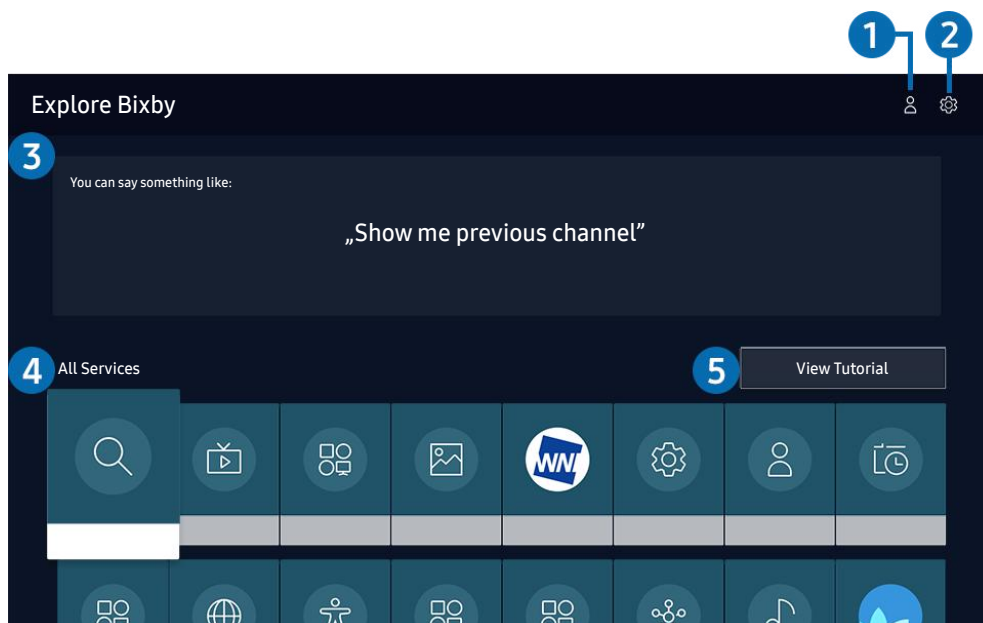 1 2
Explore Bixby
3
You can say something like:
„Show me previous channel”
4 All Services
5 View Tutorial
WNI